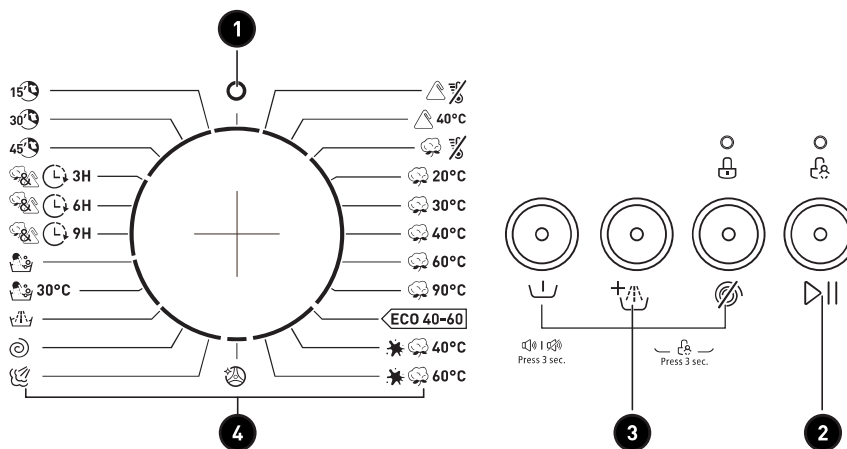 1
15'
30'
45'
& 3H
& 6H
& 9H
30°C
40°C
20°C
30°C
40°C
60°C
90°C
ECO 40-60
40°C
60°C
4
+
I
Press 3 sec.
Press 3 sec.
3
2